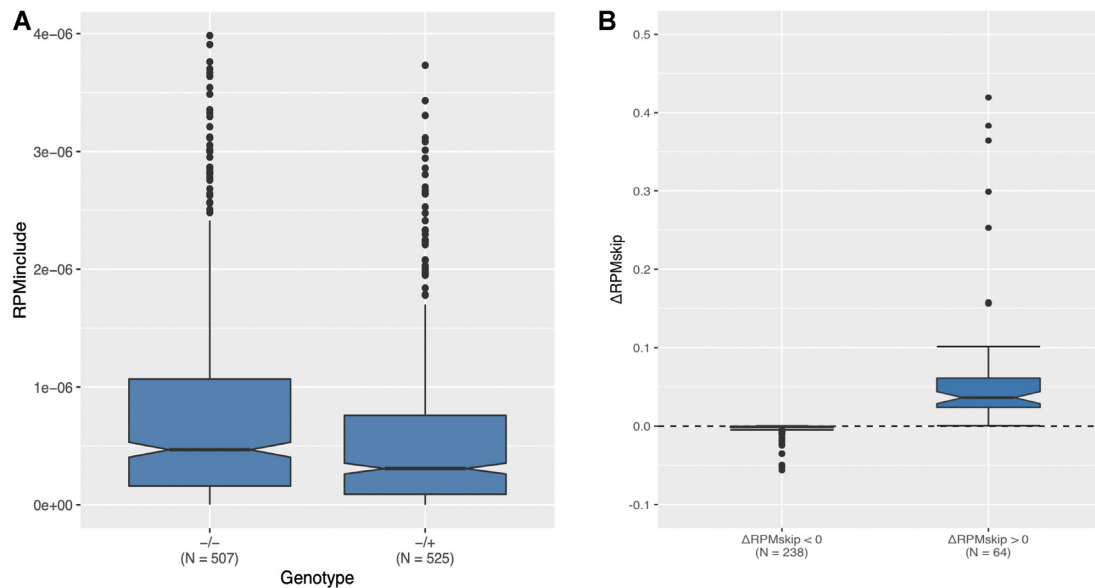 A
4e−06
3e−06
2e−06
1e−06
0e+00
RPMinclude
−/−
(N = 507)
−/+
(N = 525)
Genotype
B
0.5
0.4
0.3
0.2
0.1
0.0
-0.1
ΔRPMskip
ΔRPMskip < 0
(N = 238)
ΔRPMskip > 0
(N = 64)